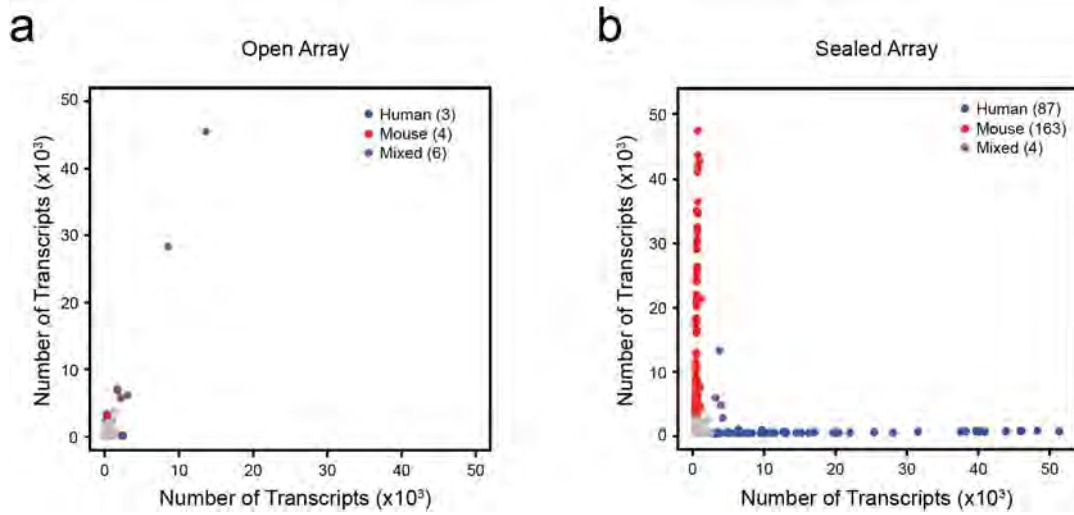 a
Open Array
Number of Transcripts (x10³)
50
40
30
20
10
0
Human (3)
Mouse (4)
Mixed (6)
0
10
20
30
40
50
Number of Transcripts (x10³)
b
Sealed Array
Number of Transcripts (x10³)
50
40
30
20
10
0
Human (87)
Mouse (163)
Mixed (4)
0
10
20
30
40
50
Number of Transcripts (x10³)